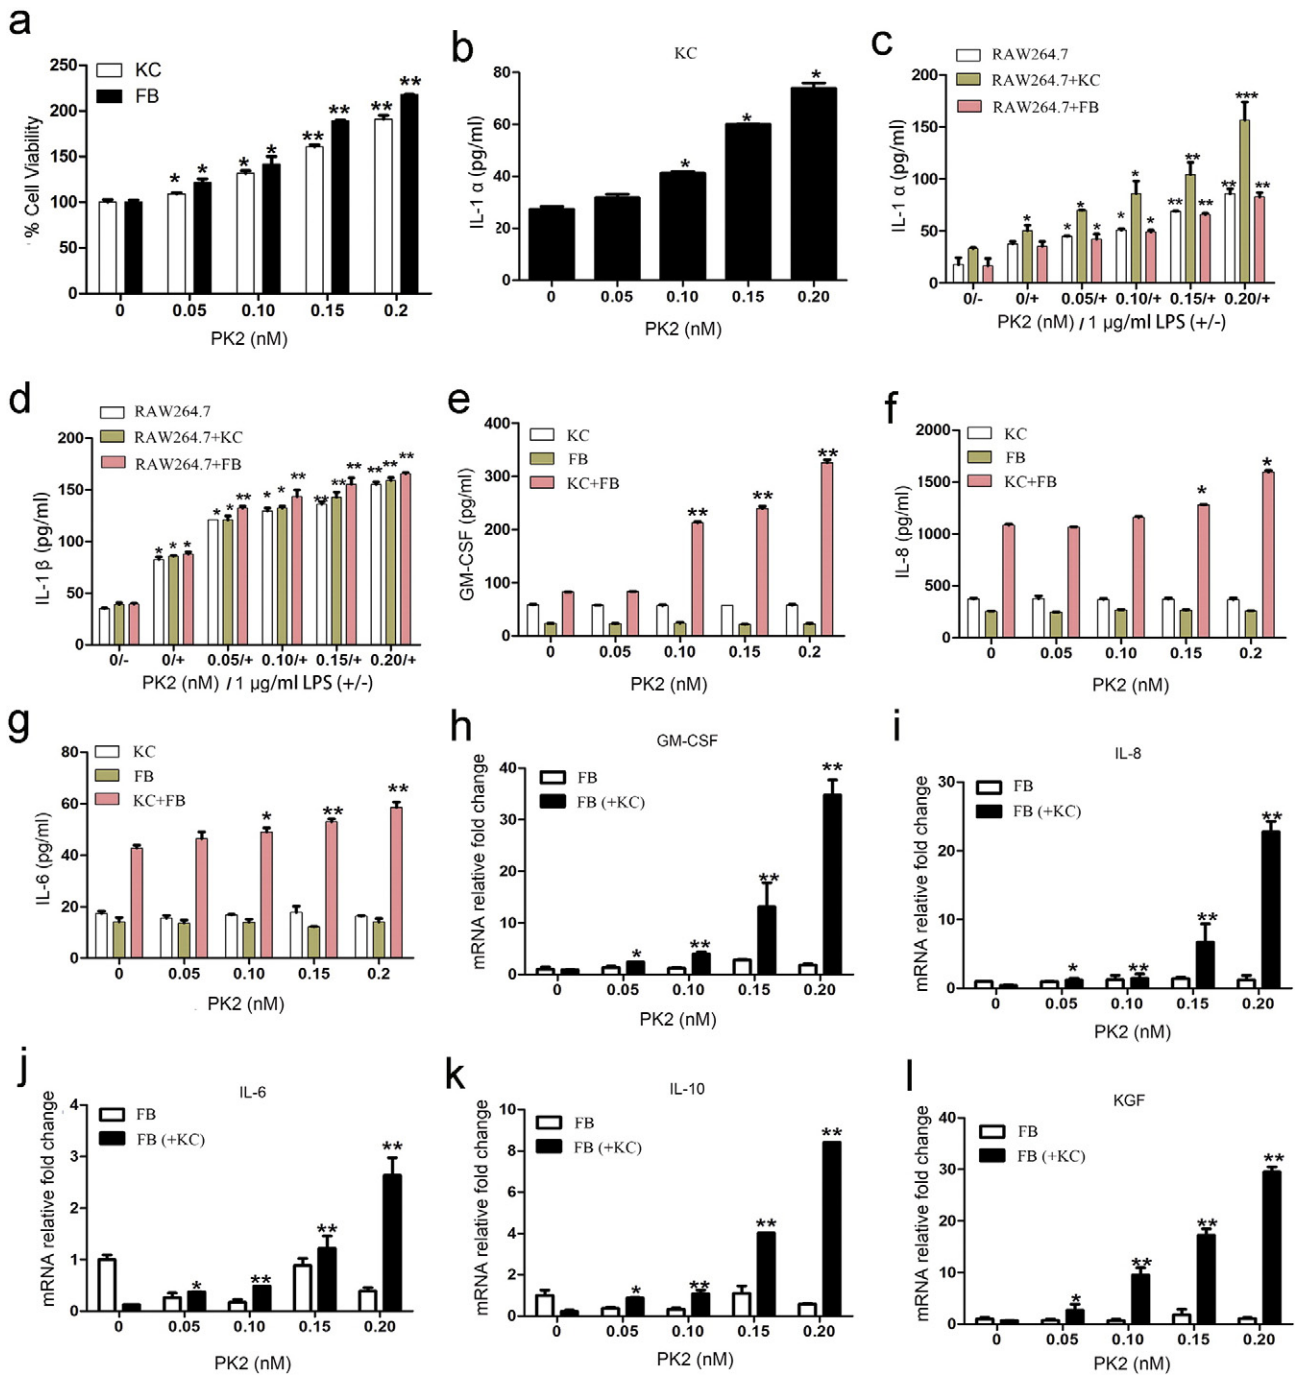 a
KC
FB
% Cell Viability
250
200
150
100
50
0
* * * * ** ** ** **
0 0.05 0.10 0.15 0.2
PK2 (nM)
b
KC
IL-1 α (pg/ml)
80
60
40
20
0
* * *
0 0.05 0.10 0.15 0.20
PK2 (nM)
c
RAW264.7
RAW264.7+KC
RAW264.7+FB
IL-1 α (pg/ml)
200
150
100
50
0
* * * * * * * ** ** ** ** *** **
0/- 0/+ 0.05/+ 0.10/+ 0.15/+ 0.20/+
PK2 (nM) / 1 μg/ml LPS (+/-)
d
RAW264.7
RAW264.7+KC
RAW264.7+FB
IL-1 β (pg/ml)
200
150
100
50
0
* * * * * ** * * ** ** ** ** ** ** **
0/- 0/+ 0.05/+ 0.10/+ 0.15/+ 0.20/+
PK2 (nM) / 1 μg/ml LPS (+/-)
e
KC
FB
KC+FB
GM-CSF (pg/ml)
400
300
200
100
0
** ** **
0 0.05 0.10 0.15 0.2
PK2 (nM)
f
KC
FB
KC+FB
IL-8 (pg/ml)
2000
1500
1000
500
0
* *
0 0.05 0.10 0.15 0.2
PK2 (nM)
g
KC
FB
KC+FB
IL-6 (pg/ml)
80
60
40
20
0
* ** **
0 0.05 0.10 0.15 0.2
PK2 (nM)
h
GM-CSF
FB
FB (+KC)
mRNA relative fold change
40
30
20
10
0
* ** ** **
0 0.05 0.10 0.15 0.20
PK2 (nM)
i
IL-8
FB
FB (+KC)
mRNA relative fold change
30
20
10
0
* ** ** **
0 0.05 0.10 0.15 0.20
PK2 (nM)
j
IL-6
FB
FB (+KC)
mRNA relative fold change
4
3
2
1
0
* ** ** **
0 0.05 0.10 0.15 0.20
PK2 (nM)
k
IL-10
FB
FB (+KC)
mRNA relative fold change
10
8
6
4
2
0
* ** ** **
0 0.05 0.10 0.15 0.20
PK2 (nM)
l
KGF
FB
FB (+KC)
mRNA relative fold change
40
30
20
10
0
* ** ** **
0 0.05 0.10 0.15 0.20
PK2 (nM)